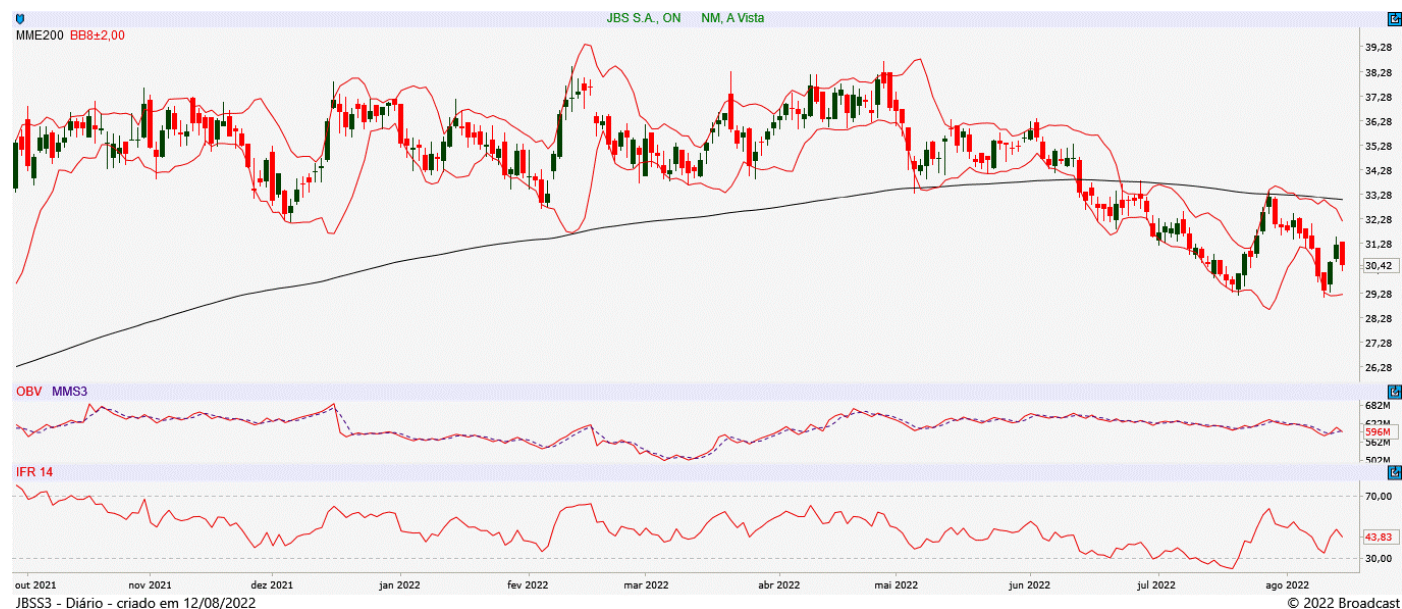 JBS S.A., ON NM, A Vista
MME200 BB8±2,00
39,28
38,28
37,28
36,28
35,28
34,28
33,28
32,28
31,28
30,42
29,28
28,28
27,28
26,28
OBV MMS3
682M
622M
596M
562M
502M
IFR 14
70,00
43,83
30,00
out 2021 nov 2021 dez 2021 jan 2022 fev 2022 mar 2022 abr 2022 mai 2022 jun 2022 jul 2022 ago 2022
JBSS3 - Diário - criado em 12/08/2022 © 2022 Broadcast